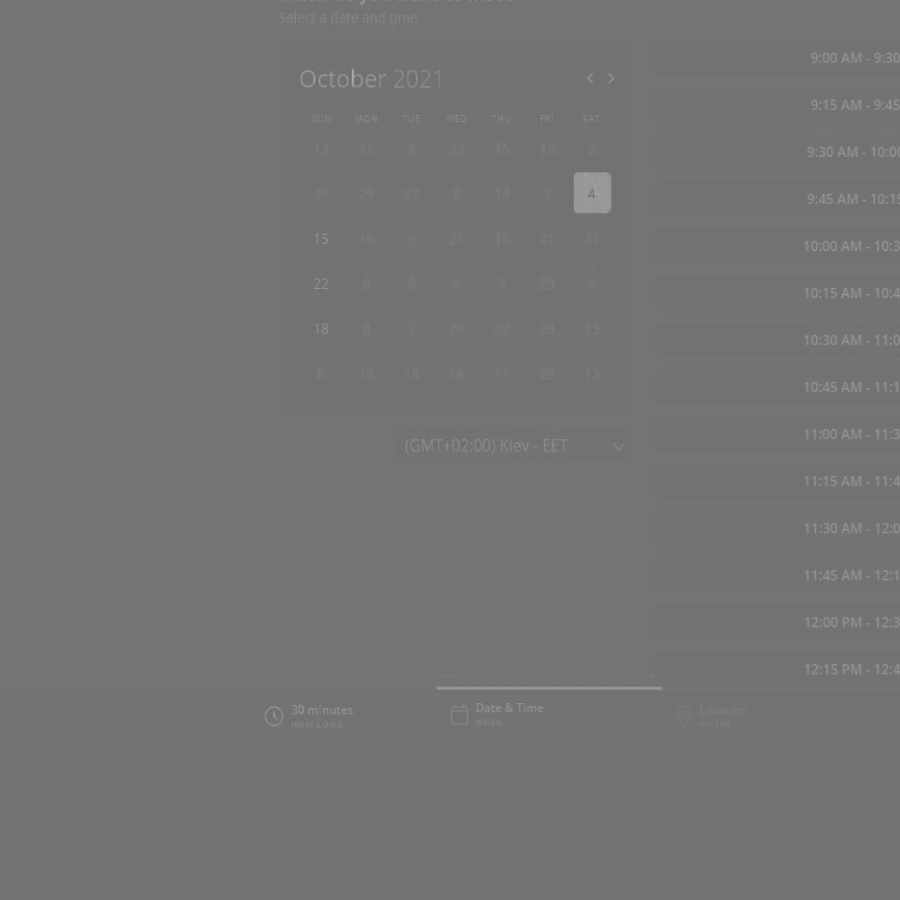 Select a date and time
October 2021
SUN MON TUE WED THU FRI SAT
13 21 8 22 15 15 2
26 29 27 8 14 3 4
15 16 9 21 15 21 31
22 8 8 4 9 29 4
18 8 2 26 22 28 13
6 18 16 16 11 29 13
(GMT+02:00) Kiev - EET
9:00 AM - 9:30
9:15 AM - 9:45
9:30 AM - 10:00
9:45 AM - 10:15
10:00 AM - 10:3
10:15 AM - 10:4
10:30 AM - 11:0
10:45 AM - 11:1
11:00 AM - 11:3
11:15 AM - 11:4
11:30 AM - 12:0
11:45 AM - 12:1
12:00 PM - 12:3
12:15 PM - 12:4
30 minutes
HOW LONG
Date & Time
WHEN
Location
WHERE